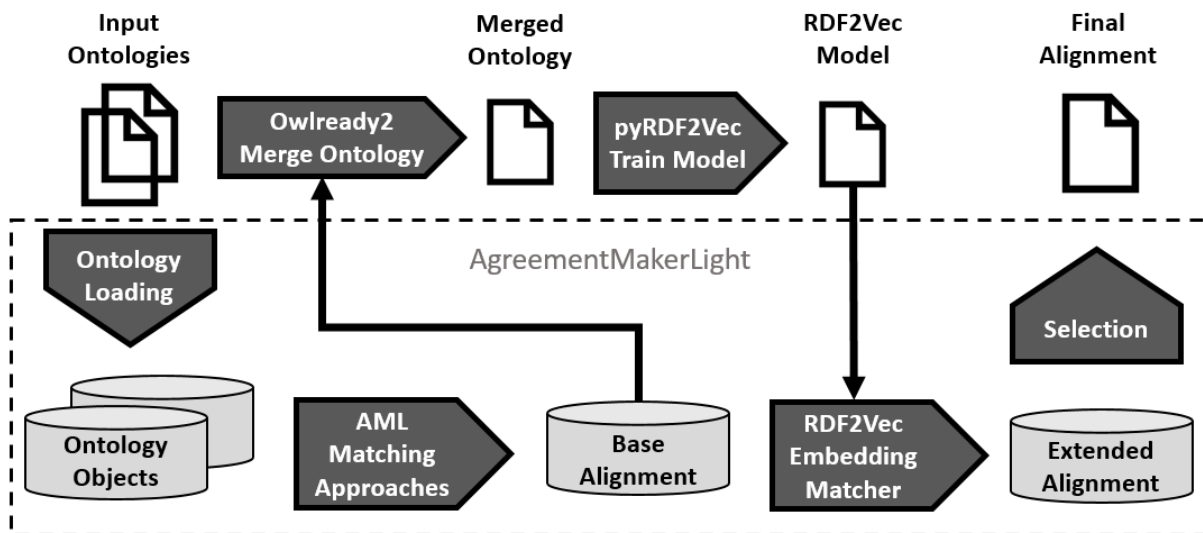 Input
Ontologies
Merged
Ontology
RDF2Vec
Model
Final
Alignment
Owlready2
Merge Ontology
pyRDF2Vec
Train Model
Ontology
Loading
AgreementMakerLight
Selection
Ontology
Objects
AML
Matching
Approaches
Base
Alignment
RDF2Vec
Embedding
Matcher
Extended
Alignment